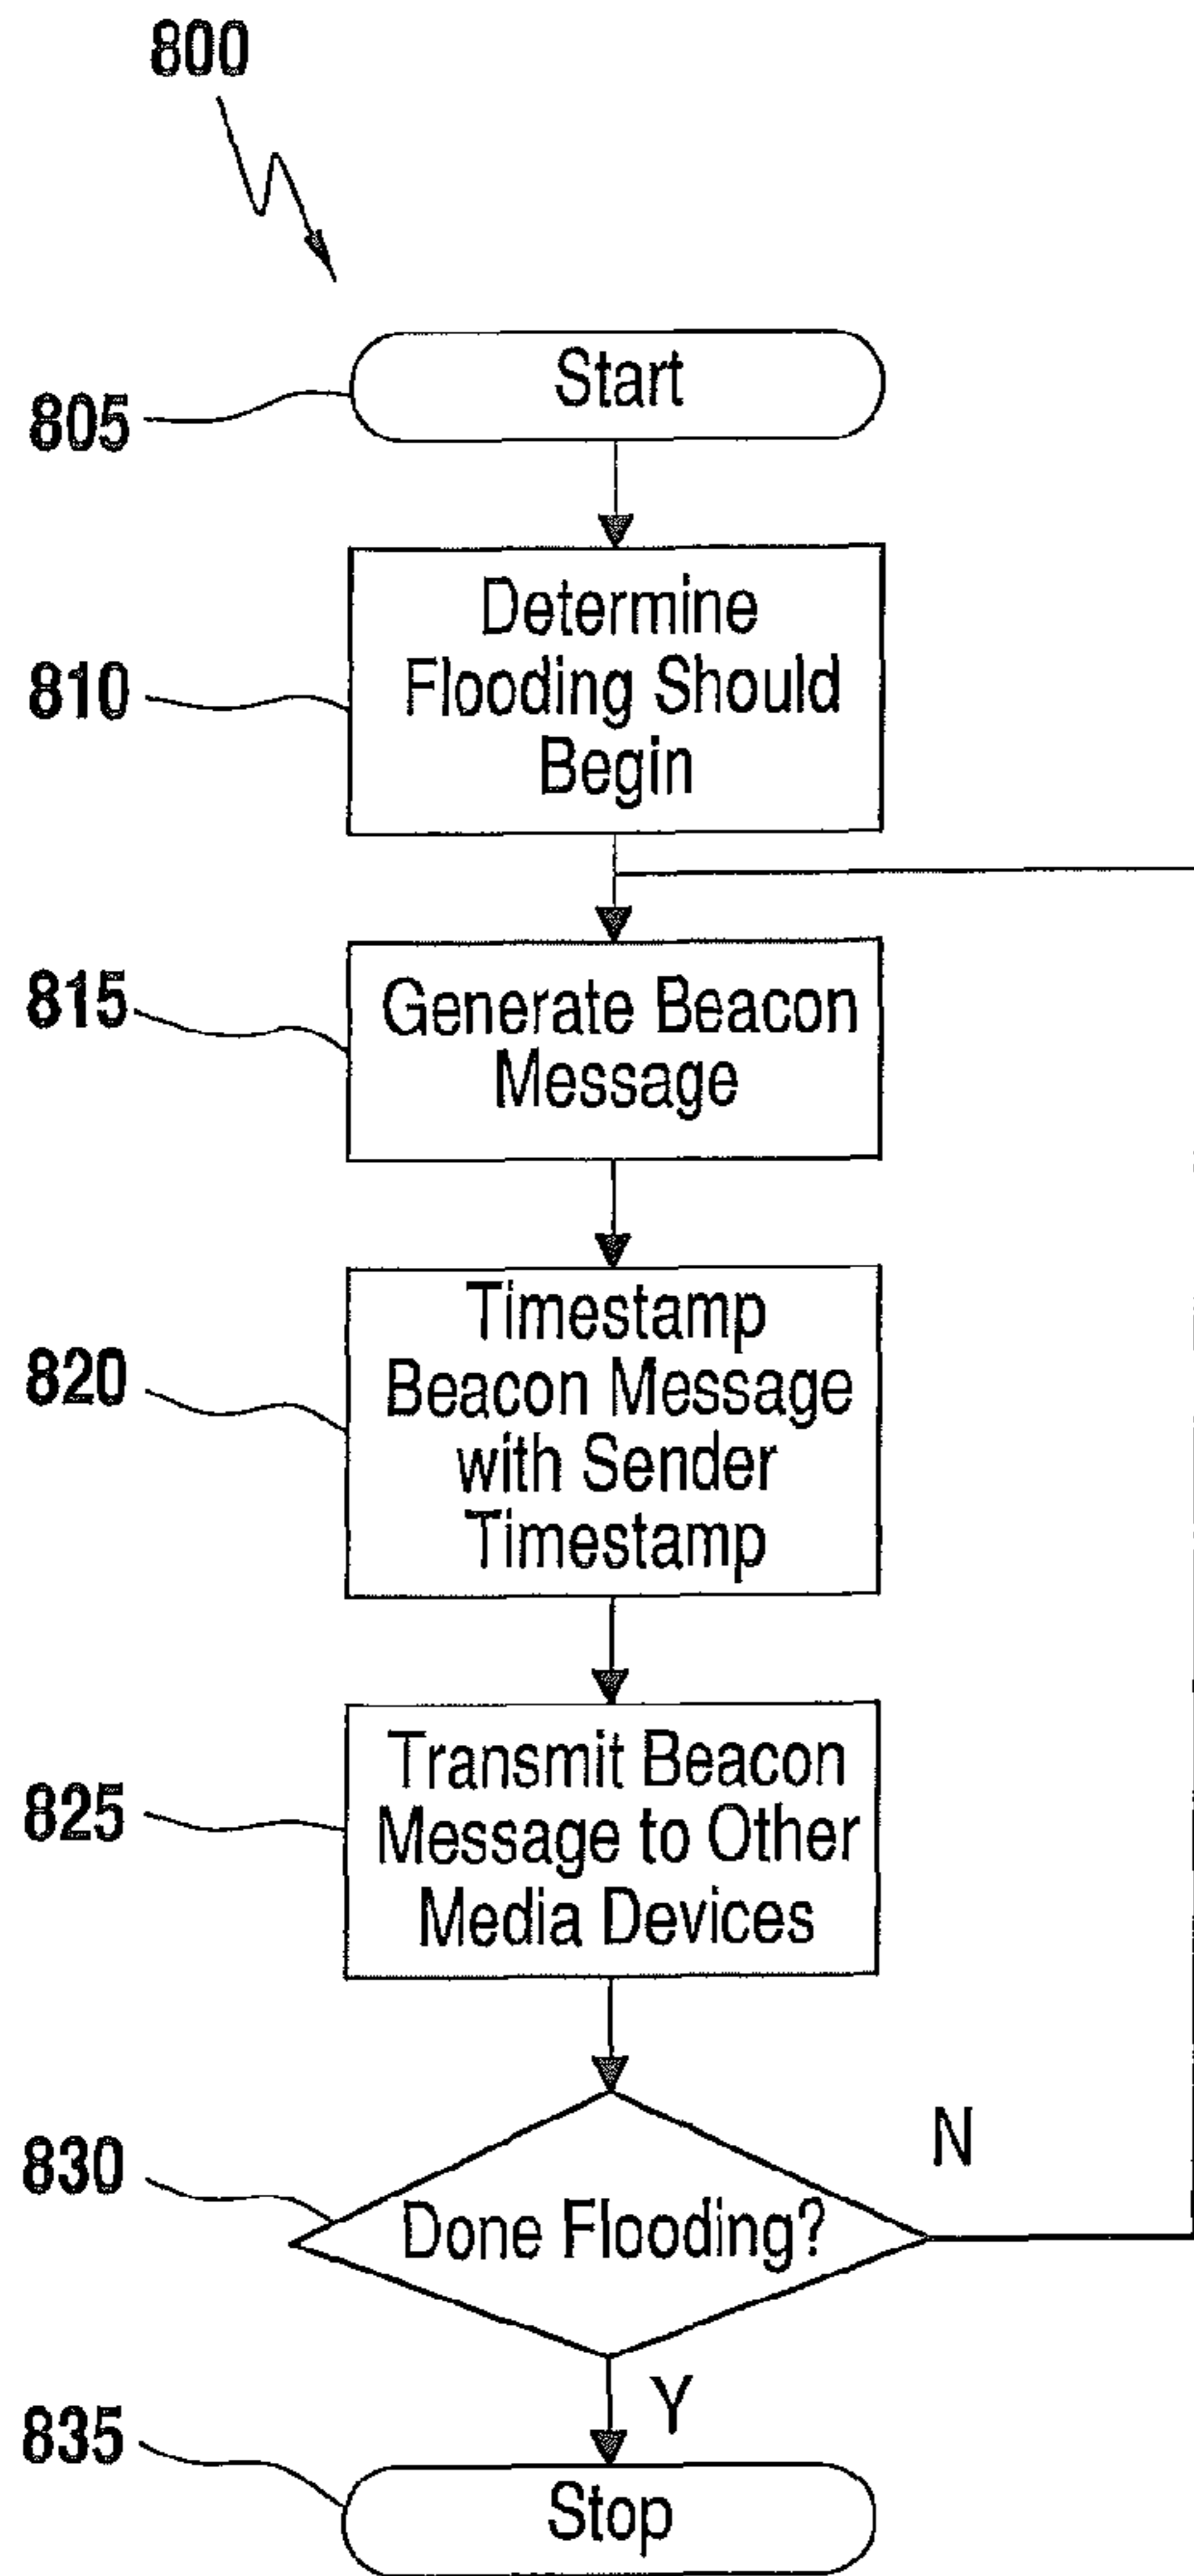 800
805
Start
810
Determine
Flooding Should
Begin
815
Generate Beacon
Message
820
Timestamp
Beacon Message
with Sender
Timestamp
825
Transmit Beacon
Message to Other
Media Devices
830
Done Flooding?
N
Y
835
Stop